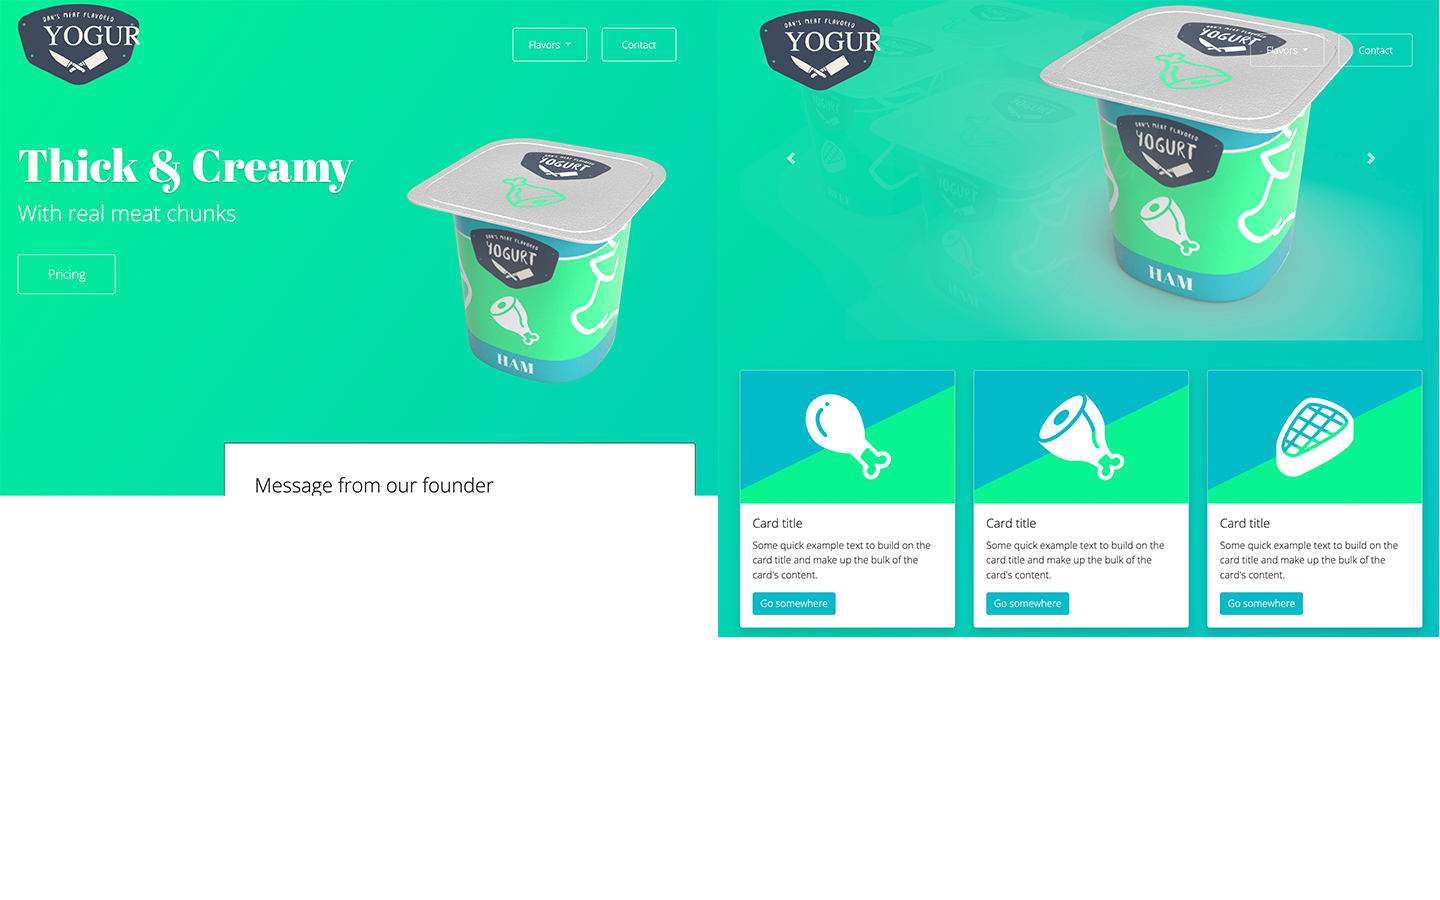 DAN'S MEAT FLAVORED
YOGUR
Flavors
Contact
Thick & Creamy
With real meat chunks
Pricing
DAN'S MEAT FLAVORED
YOGURT
DAN'S MEAT FLAVORED
YOGURT
HAM
Message from our founder
DAN'S MEAT FLAVORED
YOGUR
Flavors
Contact
DAN'S MEAT FLAVORED
YOGURT
DAN'S MEAT FLAVORED
YOGURT
HAM
YOGURT
YOGURT
HAM
Card title
Some quick example text to build on the
card title and make up the bulk of the
card's content.
Go somewhere
Card title
Some quick example text to build on the
card title and make up the bulk of the
card's content.
Go somewhere
Card title
Some quick example text to build on the
card title and make up the bulk of the
card's content.
Go somewhere